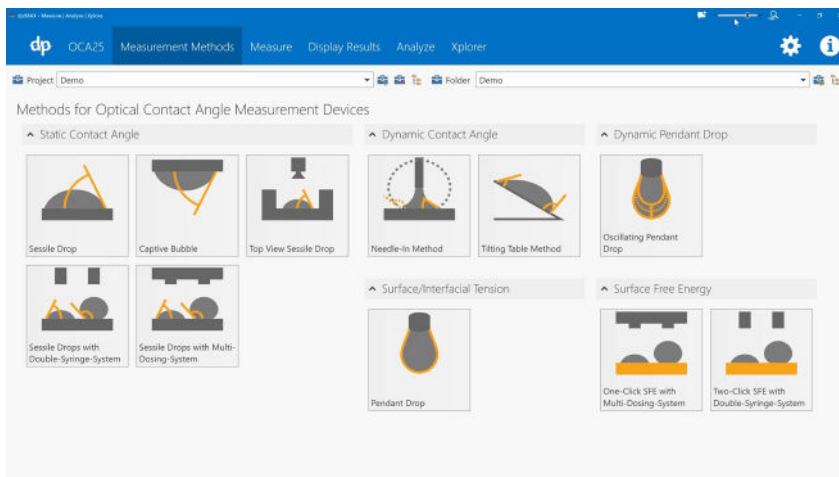 dpiMAX - Measure | Analyze | Xplore
dp OCA25 Measurement Methods Measure Display Results Analyze Xplorer
Project Demo Folder Demo
Methods for Optical Contact Angle Measurement Devices
Static Contact Angle
Dynamic Contact Angle
Dynamic Pendant Drop
Sessile Drop
Captive Bubble
Top View Sessile Drop
Needle-In Method
Tilting Table Method
Oscillating Pendant
Drop
Sessile Drops with
Double-Syringe-System
Sessile Drops with Multi-
Dosing-System
Surface/Interfacial Tension
Surface Free Energy
Pendant Drop
One-Click SFE with
Multi-Dosing-System
Two-Click SFE with
Double-Syringe-System